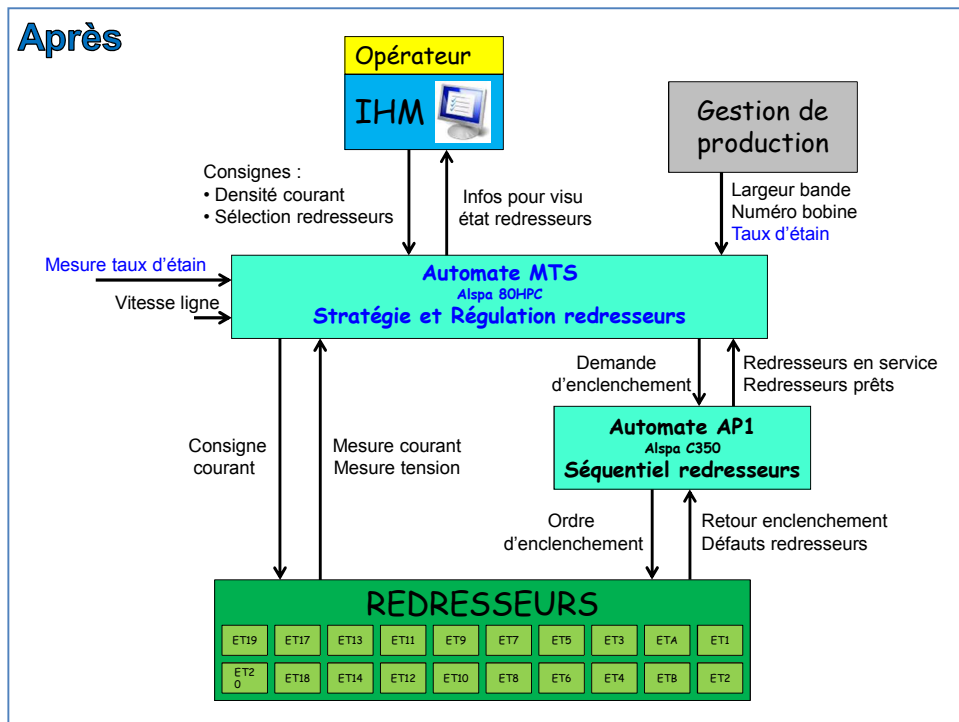 Après
Opérateur
IHM
Gestion de
production
Consignes :
• Densité courant
• Sélection redresseurs
Infos pour visu
état redresseurs
Largeur bande
Numéro bobine
Taux d'étain
Mesure taux d'étain
Vitesse ligne
Automate MTS
Alspa 80HPC
Stratégie et Régulation redresseurs
Demande
d'enclenchement
Redresseurs en service
Redresseurs prêts
Consigne
courant
Mesure courant
Mesure tension
Automate AP1
Alspa C350
Séquentiel redresseurs
Ordre
d'enclenchement
Retour enclenchement
Défauts redresseurs
REDRESSEURS
ET19 ET17 ET13 ET11 ET9 ET7 ET5 ET3 ETA ET1
ET2
0 ET18 ET14 ET12 ET10 ET8 ET6 ET4 ETB ET2